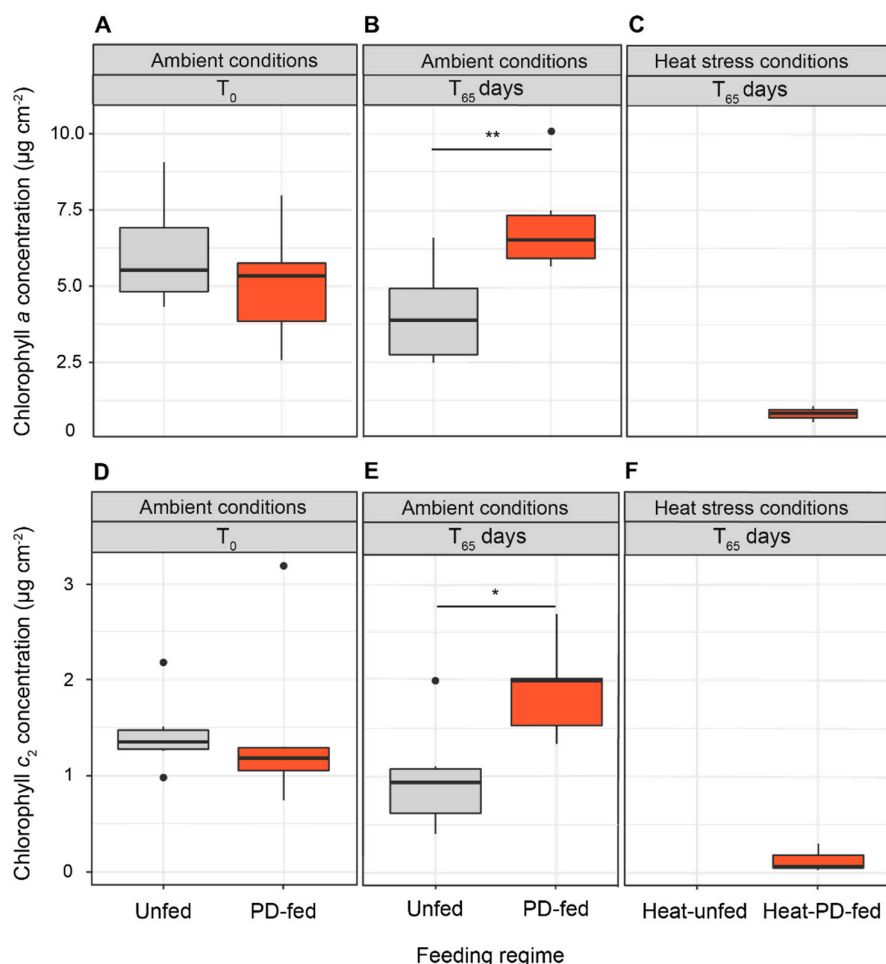 A
B
C
Ambient conditions
Ambient conditions
Heat stress conditions
T₀
T₆₅ days
T₆₅ days
Chlorophyll a concentration (µg cm⁻²)
10.0
7.5
5.0
2.5
0
**
D
E
F
Ambient conditions
Ambient conditions
Heat stress conditions
T₀
T₆₅ days
T₆₅ days
Chlorophyll c₂ concentration (µg cm⁻²)
3
2
1
0
*
Unfed
PD-fed
Unfed
PD-fed
Heat-unfed
Heat-PD-fed
Feeding regime